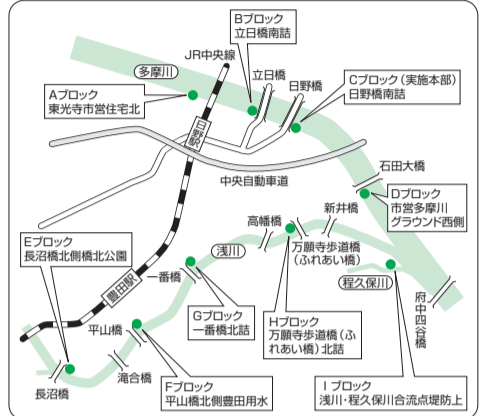 Bブロック
立日橋南詰
JR中央線
多摩川
立日橋
日野橋
Cブロック(実施本部)
日野橋南詰
Aブロック
東光寺市営住宅北
日野駅
中央自動車道
石田大橋
Dブロック
市営多摩川
グラウンド西側
新井橋
高幡橋
万願寺歩道橋
(ふれあい橋)
Eブロック
長沼橋北側橋北公園
浅川
一番橋
豊田駅
程久保川
府中四谷橋
Gブロック
一番橋北詰
Hブロック
万願寺歩道橋(ふ
れあい橋)北詰
平山橋
滝合橋
長沼橋
Fブロック
平山橋北側豊田用水
Iブロック
浅川・程久保川合流点堤防上